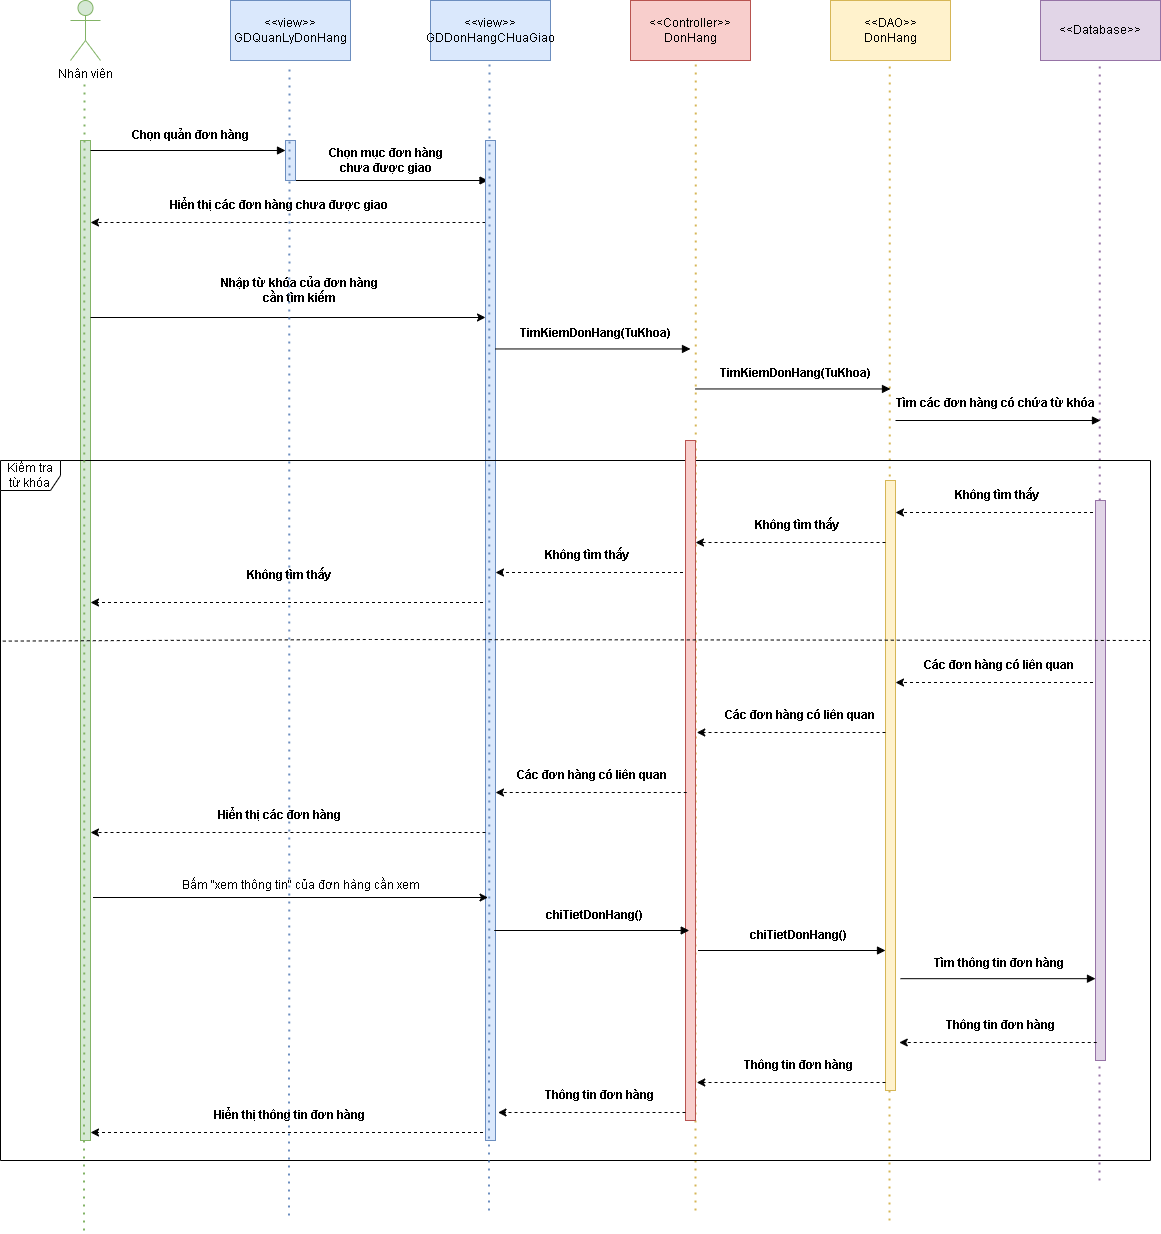 <<view>>
GDQuanLyDonHang
<<view>>
GDDonHangCHuaGiao
<<Controller>>
DonHang
<<DAO>>
DonHang
<<Database>>
Nhân viên
Chọn quản đơn hàng
Chọn mục đơn hàng
chưa được giao
Hiển thị các đơn hàng chưa được giao
Nhập từ khóa của đơn hàng
cần tìm kiếm
TimKiemDonHang(TuKhoa)
TimKiemDonHang(TuKhoa)
Tìm các đơn hàng có chứa từ khóa
Kiểm tra
từ khóa
Không tìm thấy
Không tìm thấy
Không tìm thấy
Không tìm thấy
Các đơn hàng có liên quan
Các đơn hàng có liên quan
Các đơn hàng có liên quan
Hiển thị các đơn hàng
Bấm "xem thông tin" của đơn hàng cần xem
chiTietDonHang()
chiTietDonHang()
Tìm thông tin đơn hàng
Thông tin đơn hàng
Thông tin đơn hàng
Thông tin đơn hàng
Hiển thị thông tin đơn hàng